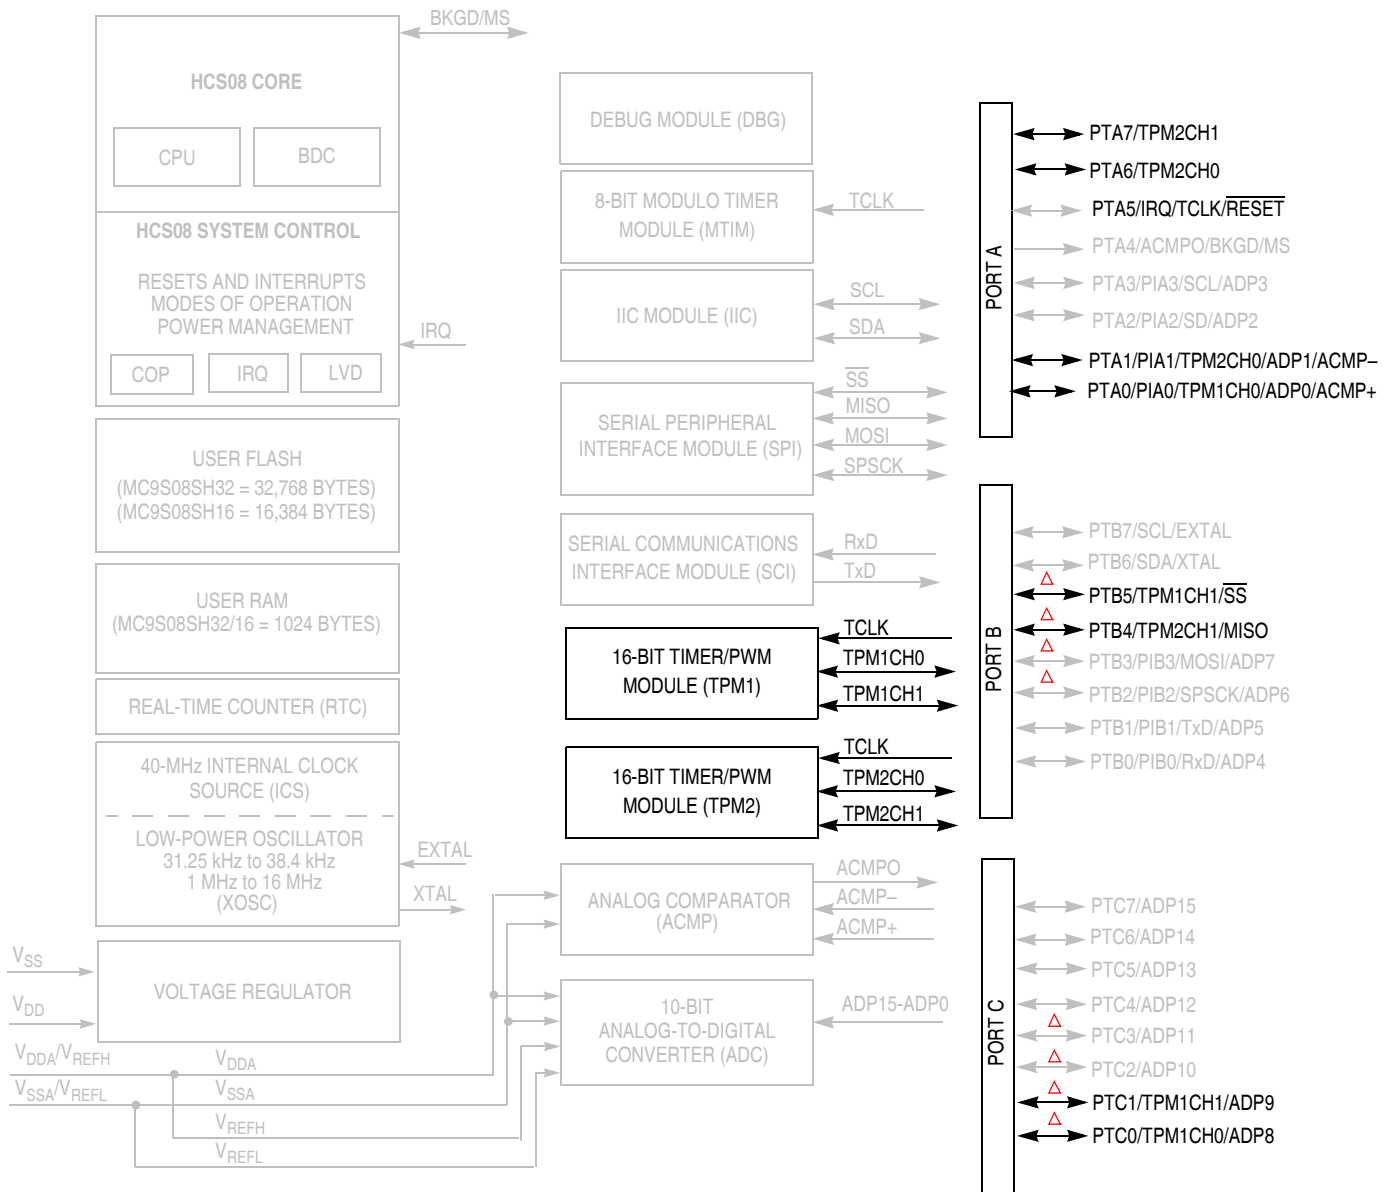 BKGD/MS
HCS08 CORE
CPU
BDC
HCS08 SYSTEM CONTROL
RESETS AND INTERRUPTS
MODES OF OPERATION
POWER MANAGEMENT
IRQ
COP
IRQ
LVD
USER FLASH
(MC9S08SH32 = 32,768 BYTES)
(MC9S08SH16 = 16,384 BYTES)
USER RAM
(MC9S08SH32/16 = 1024 BYTES)
REAL-TIME COUNTER (RTC)
40-MHz INTERNAL CLOCK
SOURCE (ICS)
LOW-POWER OSCILLATOR
31.25 kHz to 38.4 kHz
1 MHz to 16 MHz
(XOSC)
EXTAL
XTAL
VSS
VDD
VOLTAGE REGULATOR
VDDA/VREFH
VSSA/VREFL
VDDA
VSSA
VREFH
VREFL
DEBUG MODULE (DBG)
8-BIT MODULO TIMER
MODULE (MTIM)
TCLK
IIC MODULE (IIC)
SCL
SDA
SERIAL PERIPHERAL
INTERFACE MODULE (SPI)
SS
MISO
MOSI
SPSCK
SERIAL COMMUNICATIONS
INTERFACE MODULE (SCI)
RxD
TxD
16-BIT TIMER/PWM
MODULE (TPM1)
TCLK
TPM1CH0
TPM1CH1
16-BIT TIMER/PWM
MODULE (TPM2)
TCLK
TPM2CH0
TPM2CH1
ANALOG COMPARATOR
(ACMP)
ACMPO
ACMP–
ACMP+
10-BIT
ANALOG-TO-DIGITAL
CONVERTER (ADC)
ADP15-ADP0
PORT A
PTA7/TPM2CH1
PTA6/TPM2CH0
PTA5/IRQ/TCLK/RESET
PTA4/ACMPO/BKGD/MS
PTA3/PIA3/SCL/ADP3
PTA2/PIA2/SD/ADP2
PTA1/PIA1/TPM2CH0/ADP1/ACMP–
PTA0/PIA0/TPM1CH0/ADP0/ACMP+
PORT B
PTB7/SCL/EXTAL
PTB6/SDA/XTAL
PTB5/TPM1CH1/SS
PTB4/TPM2CH1/MISO
PTB3/PIB3/MOSI/ADP7
PTB2/PIB2/SPSCK/ADP6
PTB1/PIB1/TxD/ADP5
PTB0/PIB0/RxD/ADP4
PORT C
PTC7/ADP15
PTC6/ADP14
PTC5/ADP13
PTC4/ADP12
PTC3/ADP11
PTC2/ADP10
PTC1/TPM1CH1/ADP9
PTC0/TPM1CH0/ADP8